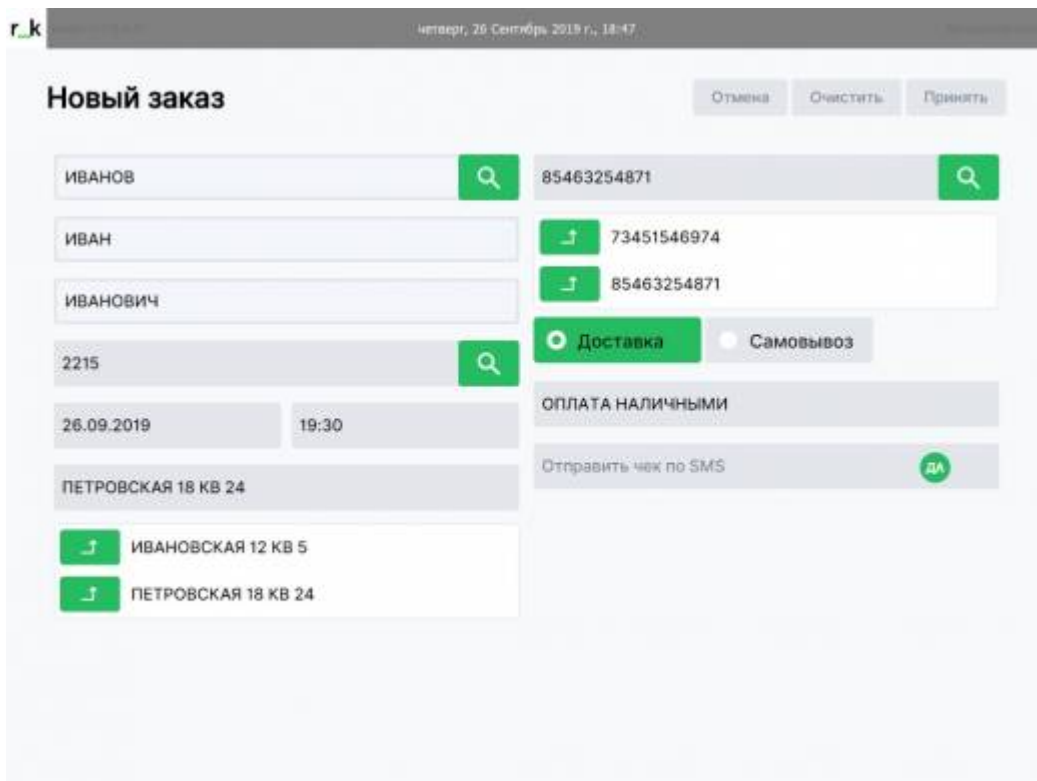 r_k
четверг, 26 Сентябрь 2019 г., 18:47
Новый заказ
Отмена
Очистить
Принять
ИВАНОВ
ИВАН
ИВАНОВИЧ
2215
26.09.2019
19:30
ПЕТРОВСКАЯ 18 КВ 24
ИВАНОВСКАЯ 12 КВ 5
ПЕТРОВСКАЯ 18 КВ 24
85463254871
73451546974
85463254871
Доставка
Самовывоз
ОПЛАТА НАЛИЧНЫМИ
Отправить чек по SMS
ДА